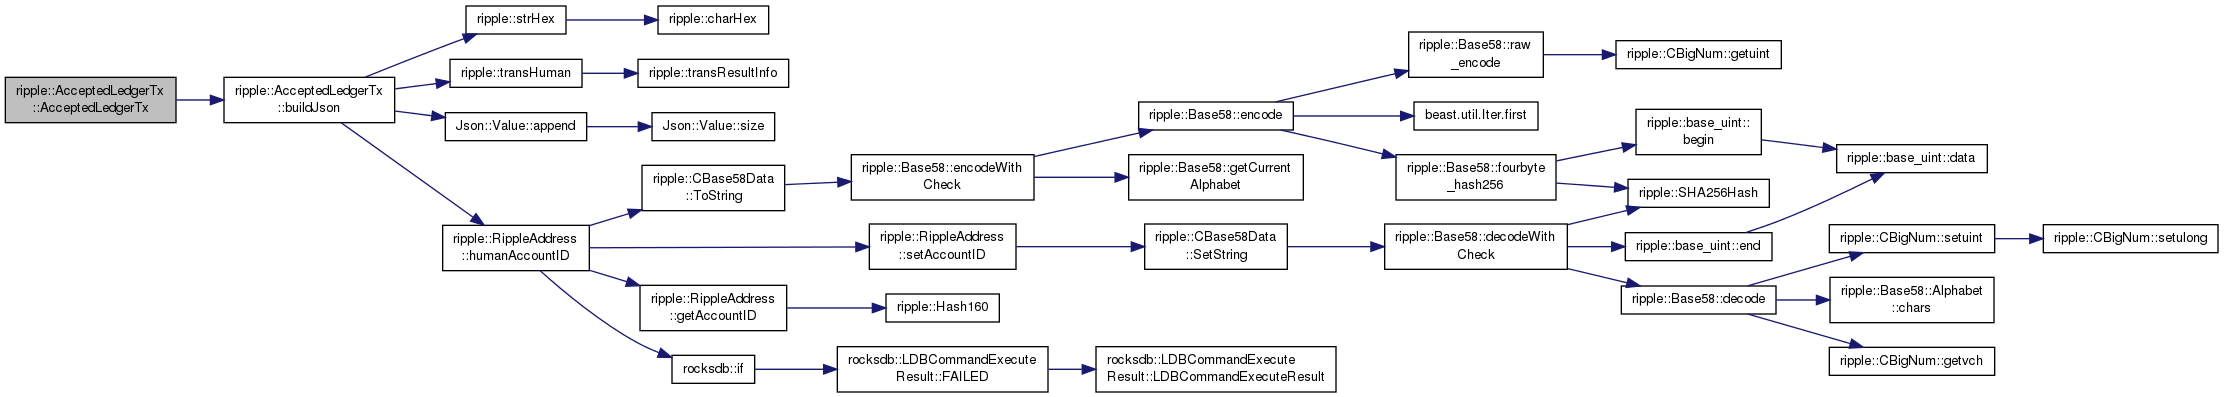 ripple::AcceptedLedgerTx
::AcceptedLedgerTx
ripple::AcceptedLedgerTx
::buildJson
ripple::strHex
ripple::charHex
ripple::transHuman
ripple::transResultInfo
Json::Value::append
Json::Value::size
ripple::RippleAddress
::humanAccountID
ripple::CBase58Data
::ToString
ripple::Base58::encodeWith
Check
ripple::Base58::encode
ripple::Base58::raw
_encode
ripple::CBigNum::getuint
beast.util.Iter.first
ripple::Base58::fourbyte
_hash256
ripple::base_uint::
begin
ripple::base_uint::data
ripple::SHA256Hash
ripple::Base58::getCurrent
Alphabet
ripple::RippleAddress
::setAccountID
ripple::CBase58Data
::SetString
ripple::Base58::decodeWith
Check
ripple::base_uint::end
ripple::Base58::decode
ripple::CBigNum::setuint
ripple::CBigNum::setulong
ripple::Base58::Alphabet
::chars
ripple::CBigNum::getvch
ripple::RippleAddress
::getAccountID
ripple::Hash160
rocksdb::if
rocksdb::LDBCommandExecute
Result::FAILED
rocksdb::LDBCommandExecute
Result::LDBCommandExecuteResult